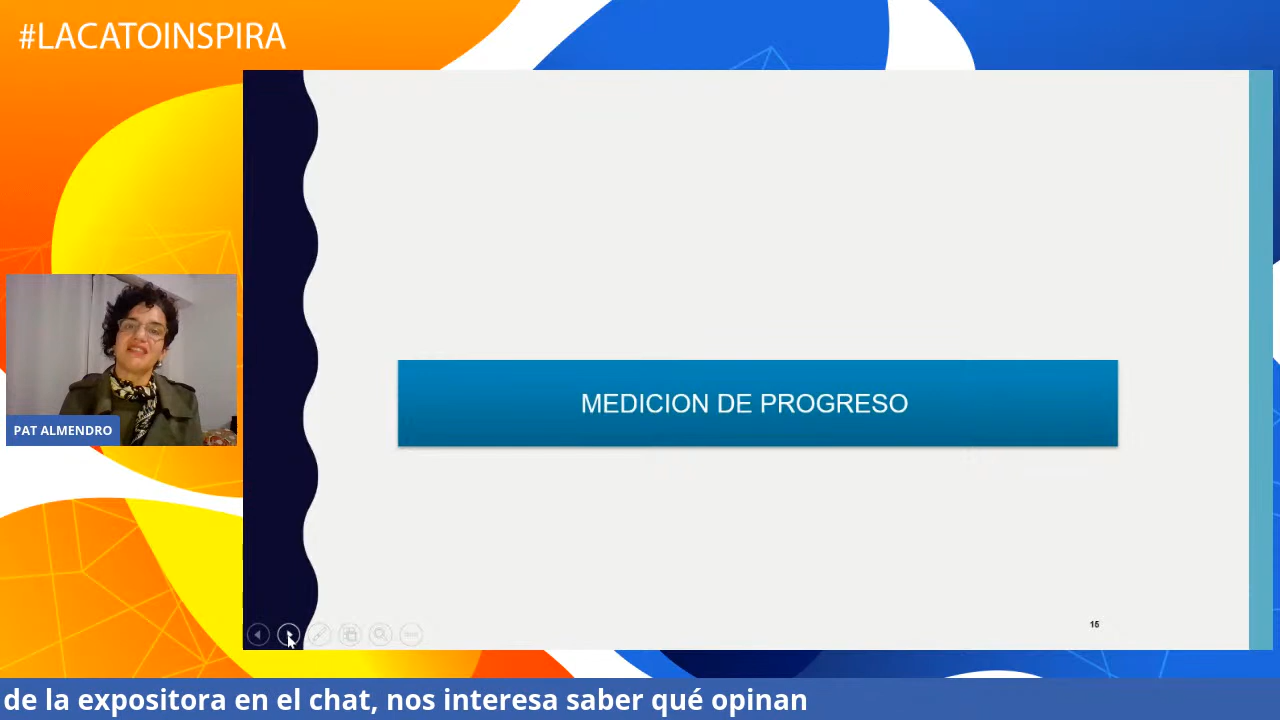 #LACATOINSPIRA
MEDICION DE PROGRESO
PAT ALMENDRO
15
de la expositora en el chat, nos interesa saber qué opinan